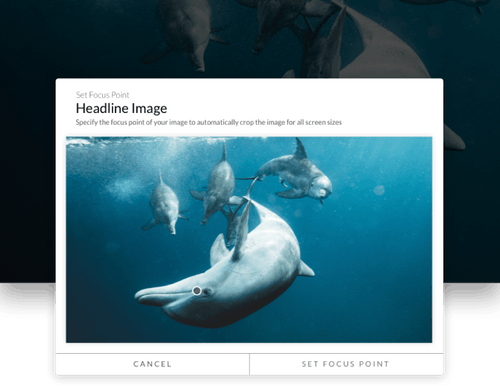 Set Focus Point
Headline Image
Specify the focus point of your image to automatically crop the image for all screen sizes
CANCEL
SET FOCUS POINT